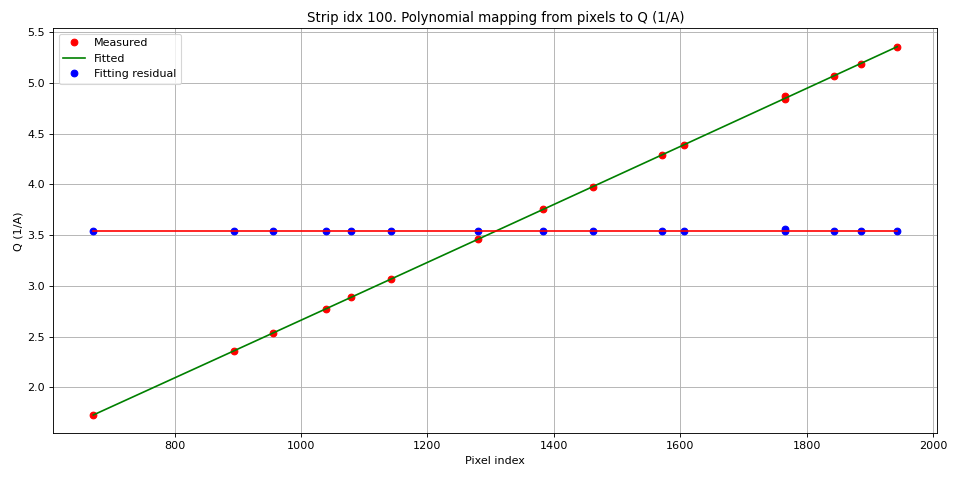 Strip idx 100. Polynomial mapping from pixels to Q (1/A)
Measured
Fitted
Fitting residual
Q (1/A)
5.5
5.0
4.5
4.0
3.5
3.0
2.5
2.0
800 1000 1200 1400 1600 1800 2000
Pixel index